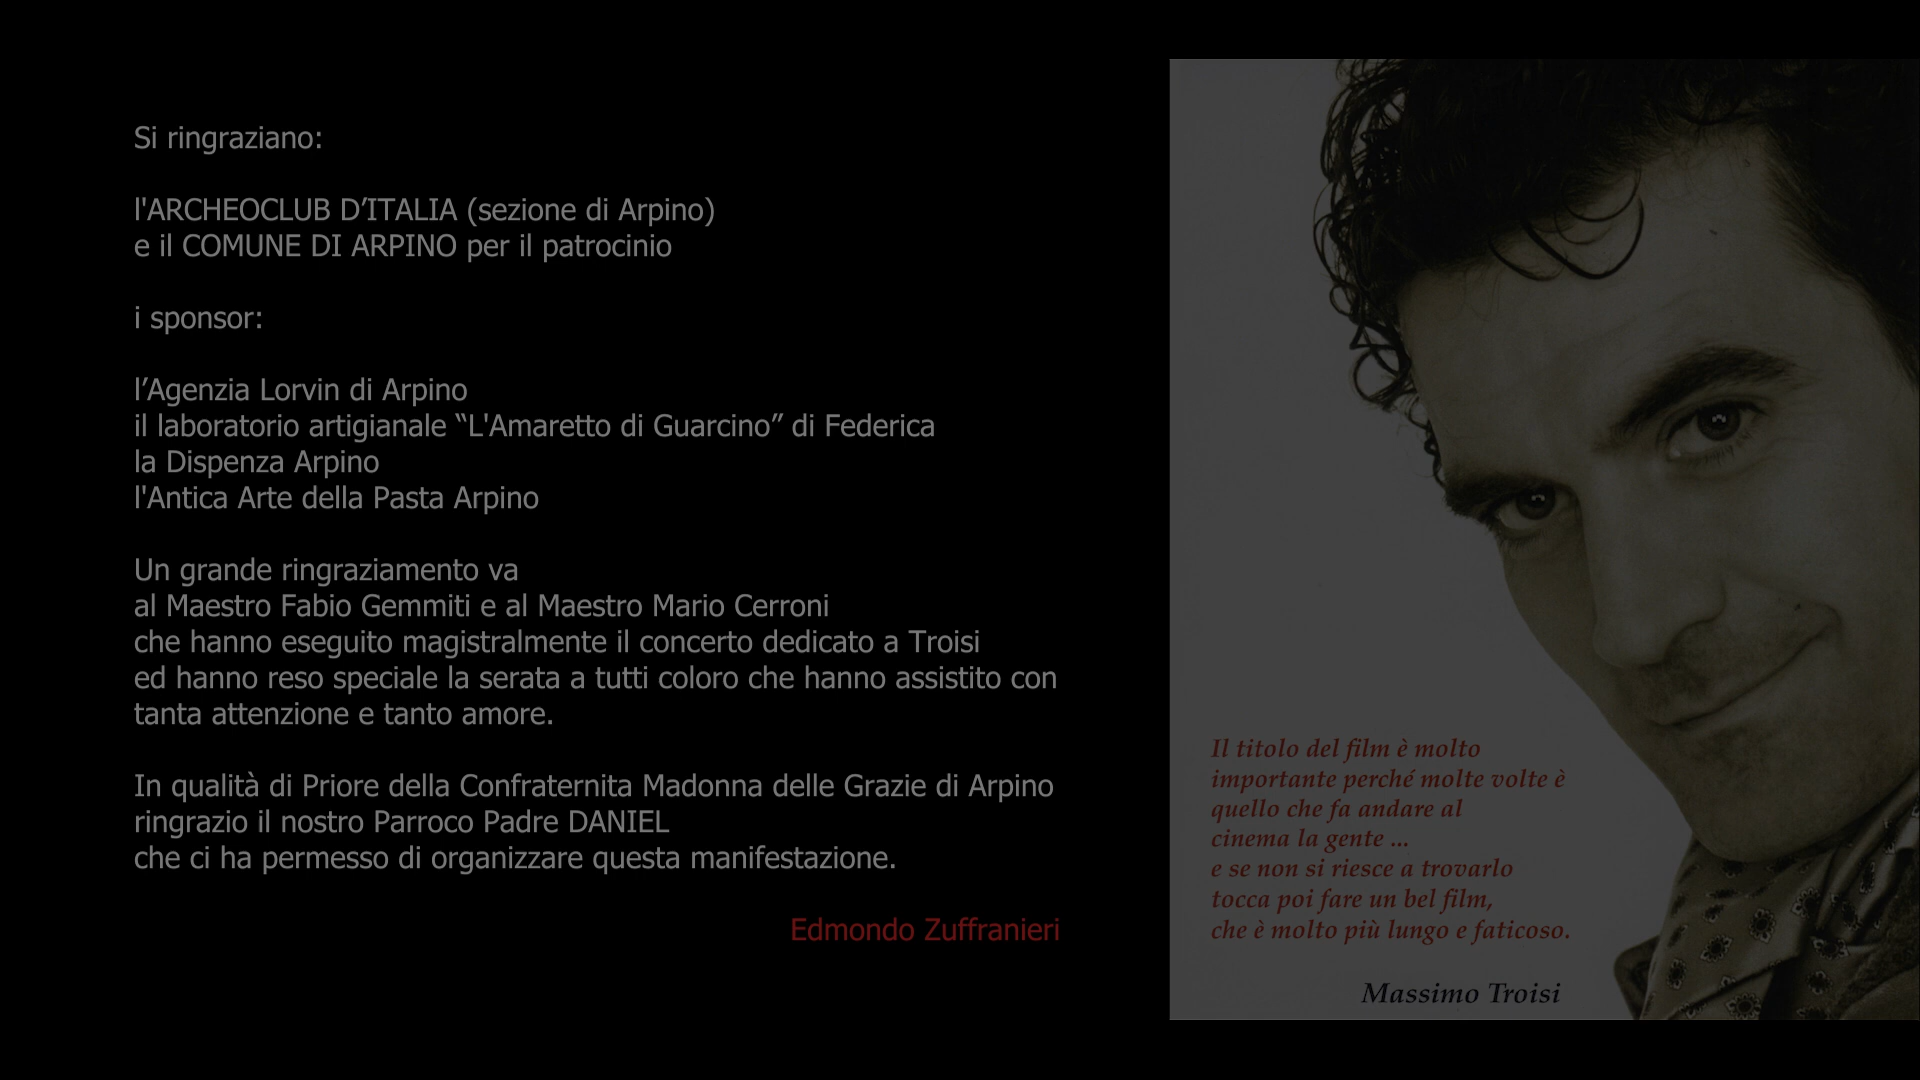 Si ringraziano:
l'ARCHEOCLUB D’ITALIA (sezione di Arpino)
e il COMUNE DI ARPINO per il patrocinio
i sponsor:
l’Agenzia Lorvin di Arpino
il laboratorio artigianale “L'Amaretto di Guarcino” di Federica
la Dispenza Arpino
l'Antica Arte della Pasta Arpino
Un grande ringraziamento va
al Maestro Fabio Gemmiti e al Maestro Mario Cerroni
che hanno eseguito magistralmente il concerto dedicato a Troisi
ed hanno reso speciale la serata a tutti coloro che hanno assistito con
tanta attenzione e tanto amore.
In qualità di Priore della Confraternita Madonna delle Grazie di Arpino
ringrazio il nostro Parroco Padre DANIEL
che ci ha permesso di organizzare questa manifestazione.
Edmondo Zuffranieri
Il titolo del film è molto
importante perché molte volte è
quello che fa andare al
cinema la gente ...
e se non si riesce a trovarlo
tocca poi fare un bel film,
che è molto più lungo e faticoso.
Massimo Troisi